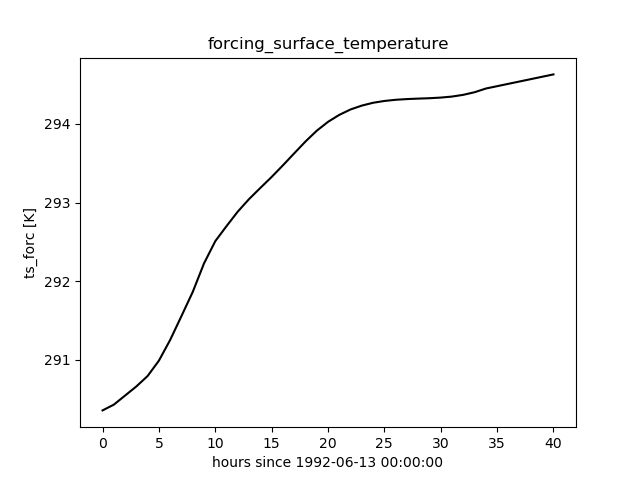 forcing_surface_temperature
ts_forc [K]
294
293
292
291
0 5 10 15 20 25 30 35 40
hours since 1992-06-13 00:00:00